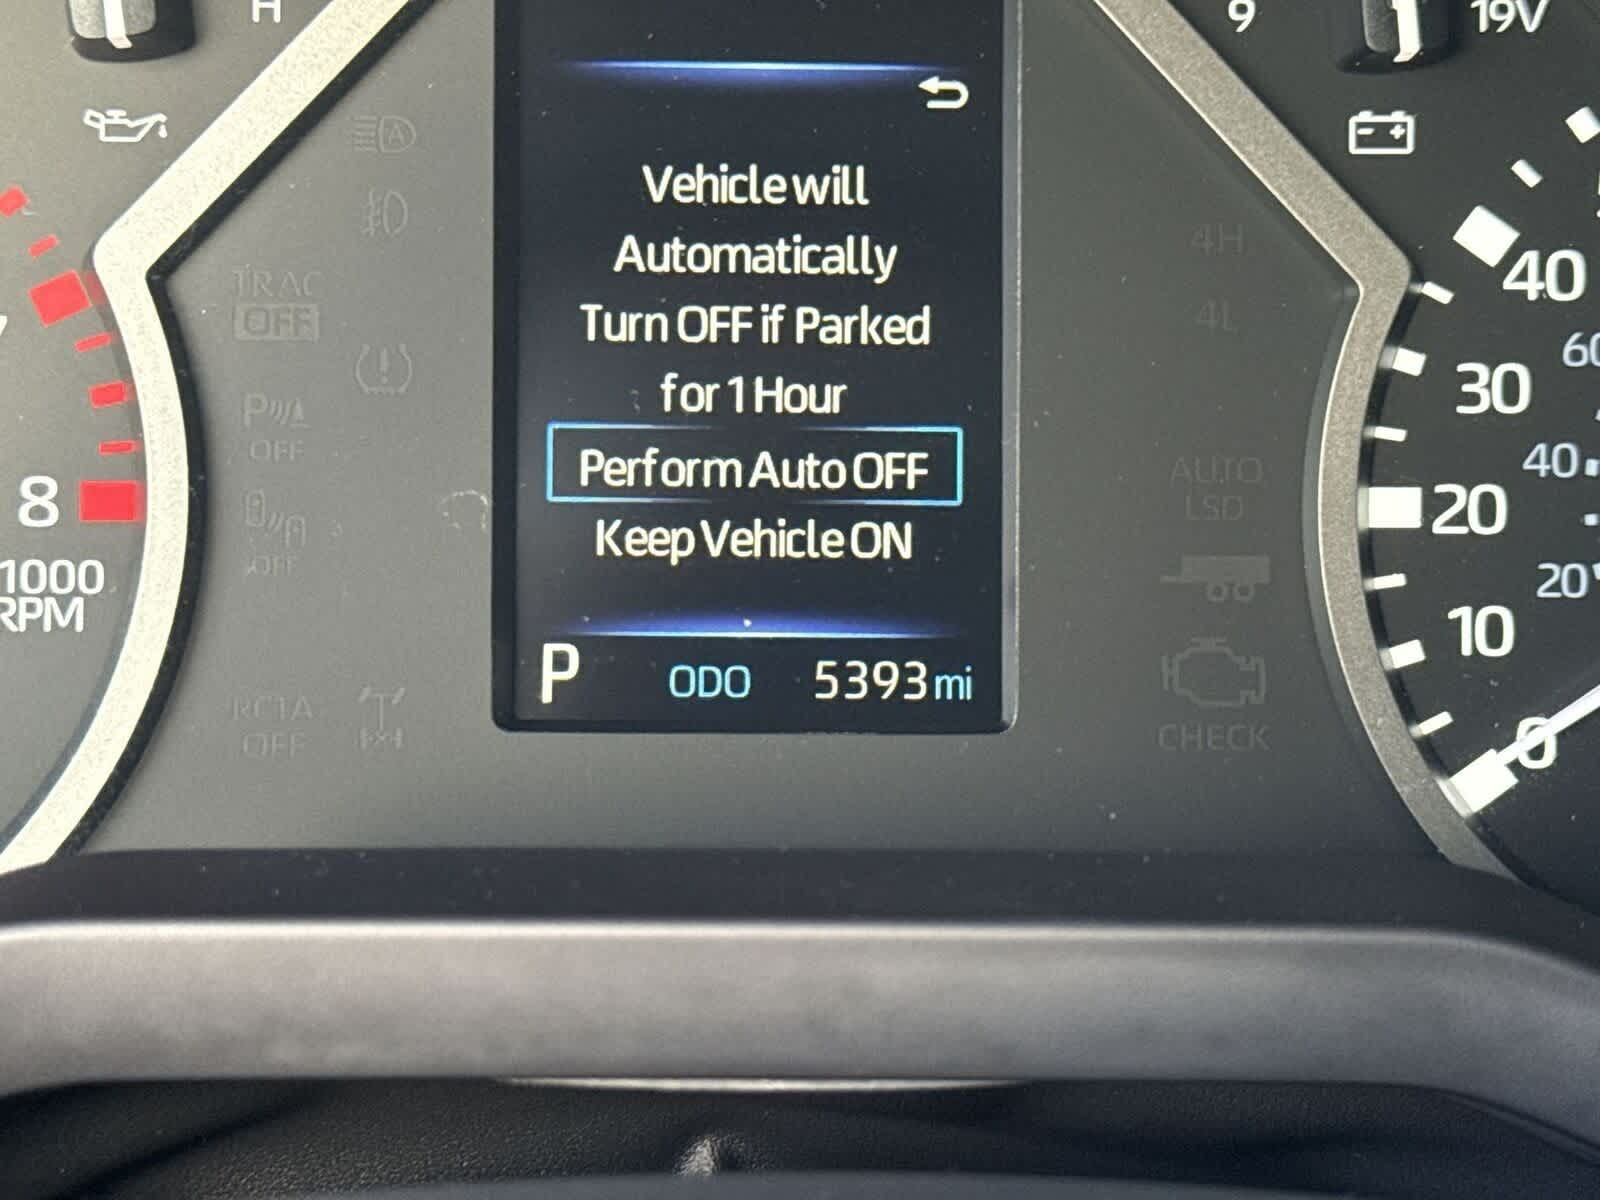 H
9
19V
Vehicle will
Automatically
Turn OFF if Parked
for 1 Hour
Perform Auto OFF
Keep Vehicle ON
P ODO 5393 mi
8
1000
RPM
A
TRAC
OFF
P
OFF
OFF
RCTA
OFF
4H
4L
AUTO
LSD
CHECK
40
60
30
40
20
20
10
0